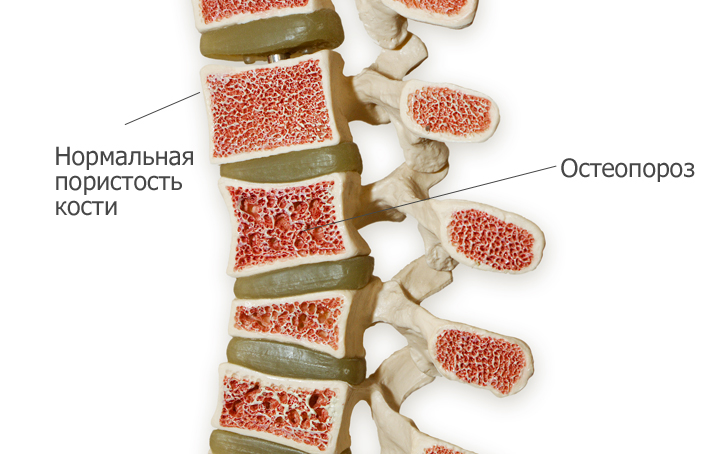 Нормальная
пористость
кости
Остеопороз